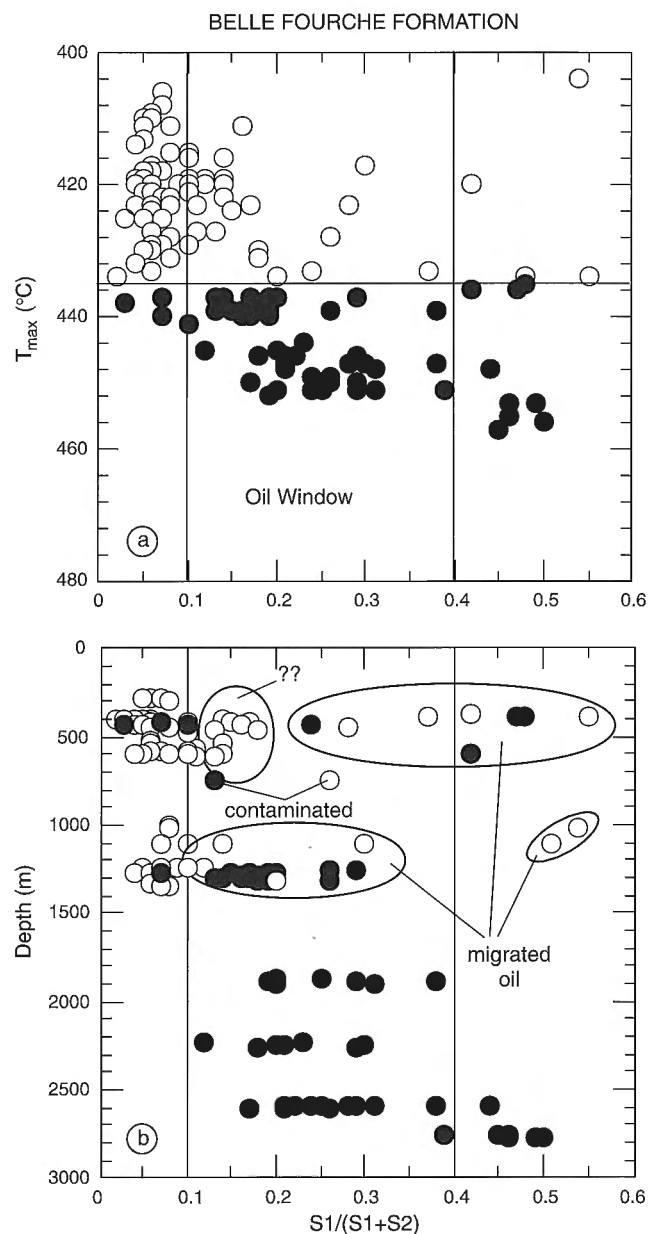 BELLE FOURCHE FORMATION
400
420
440
460
480
Tmax (°C)
Oil Window
a
0 0.1 0.2 0.3 0.4 0.5 0.6
0
500
1000
1500
2000
2500
3000
Depth (m)
??
contaminated
migrated
oil
b
0 0.1 0.2 0.3 0.4 0.5 0.6
S1/(S1+S2)